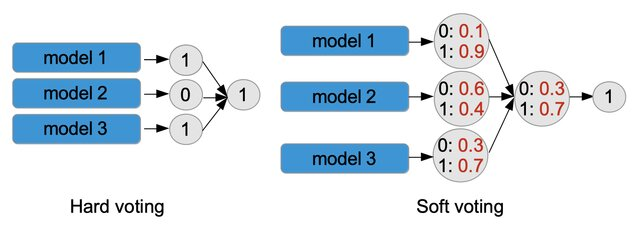 model 1
1
model 2
0
1
model 3
1
Hard voting
model 1
0: 0.1
1: 0.9
model 2
0: 0.6
1: 0.4
0: 0.3
1: 0.7
1
model 3
0: 0.3
1: 0.7
Soft voting